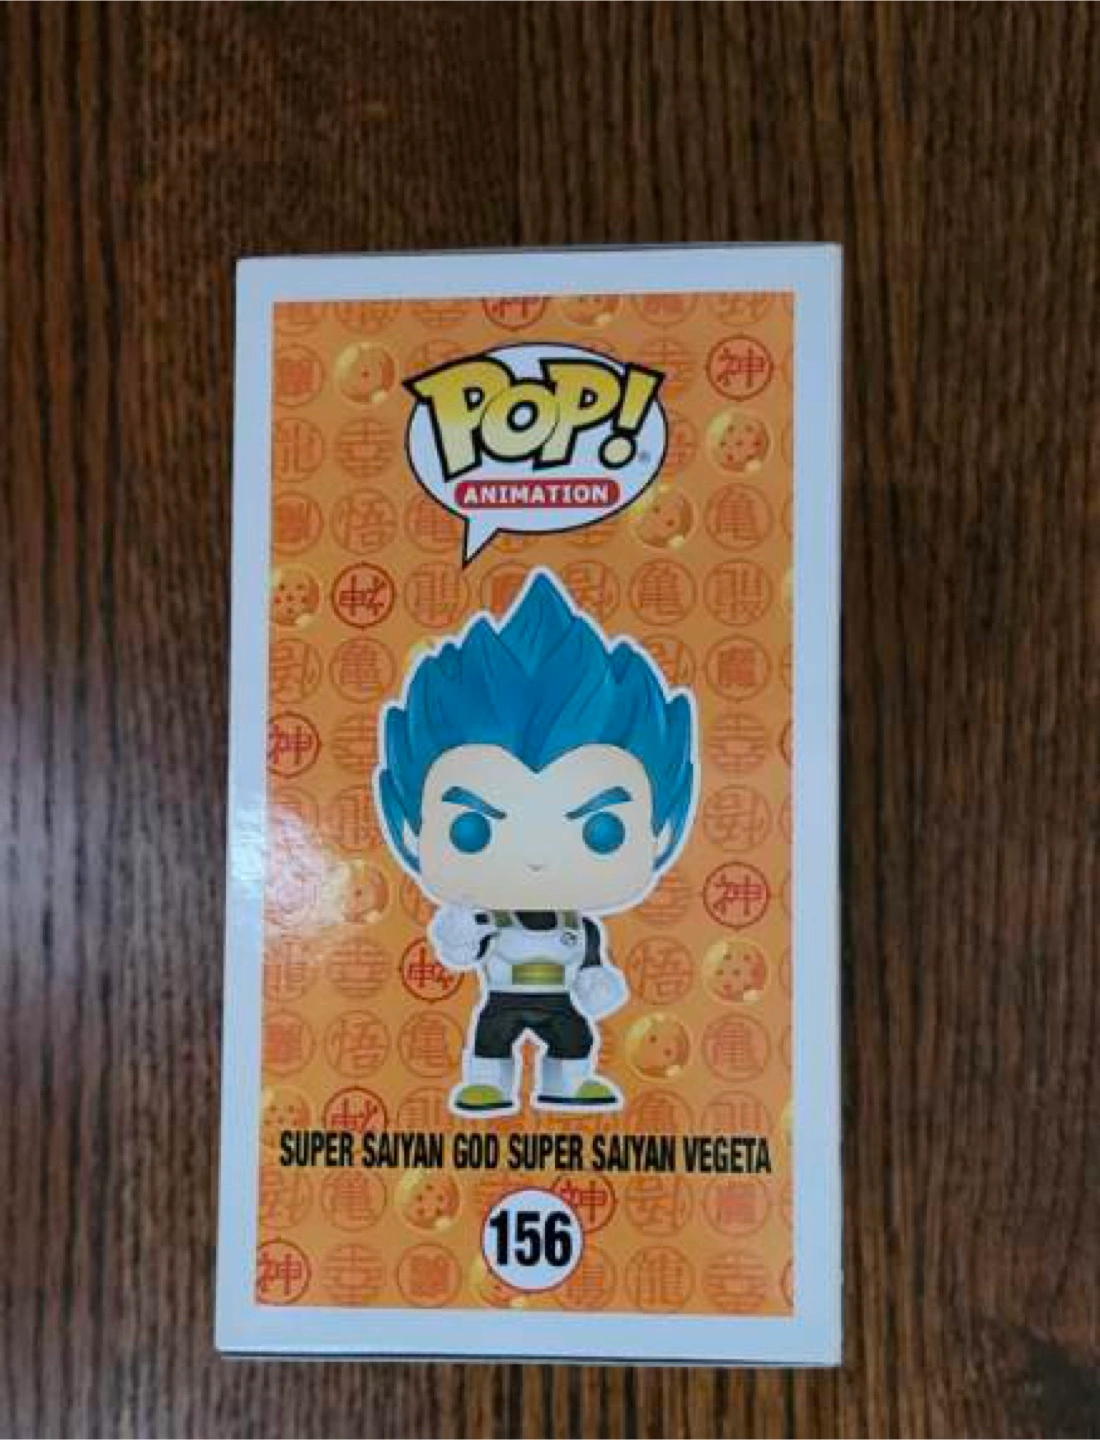 POP!
ANIMATION
SUPER SAIYAN GOD SUPER SAIYAN VEGETA
156